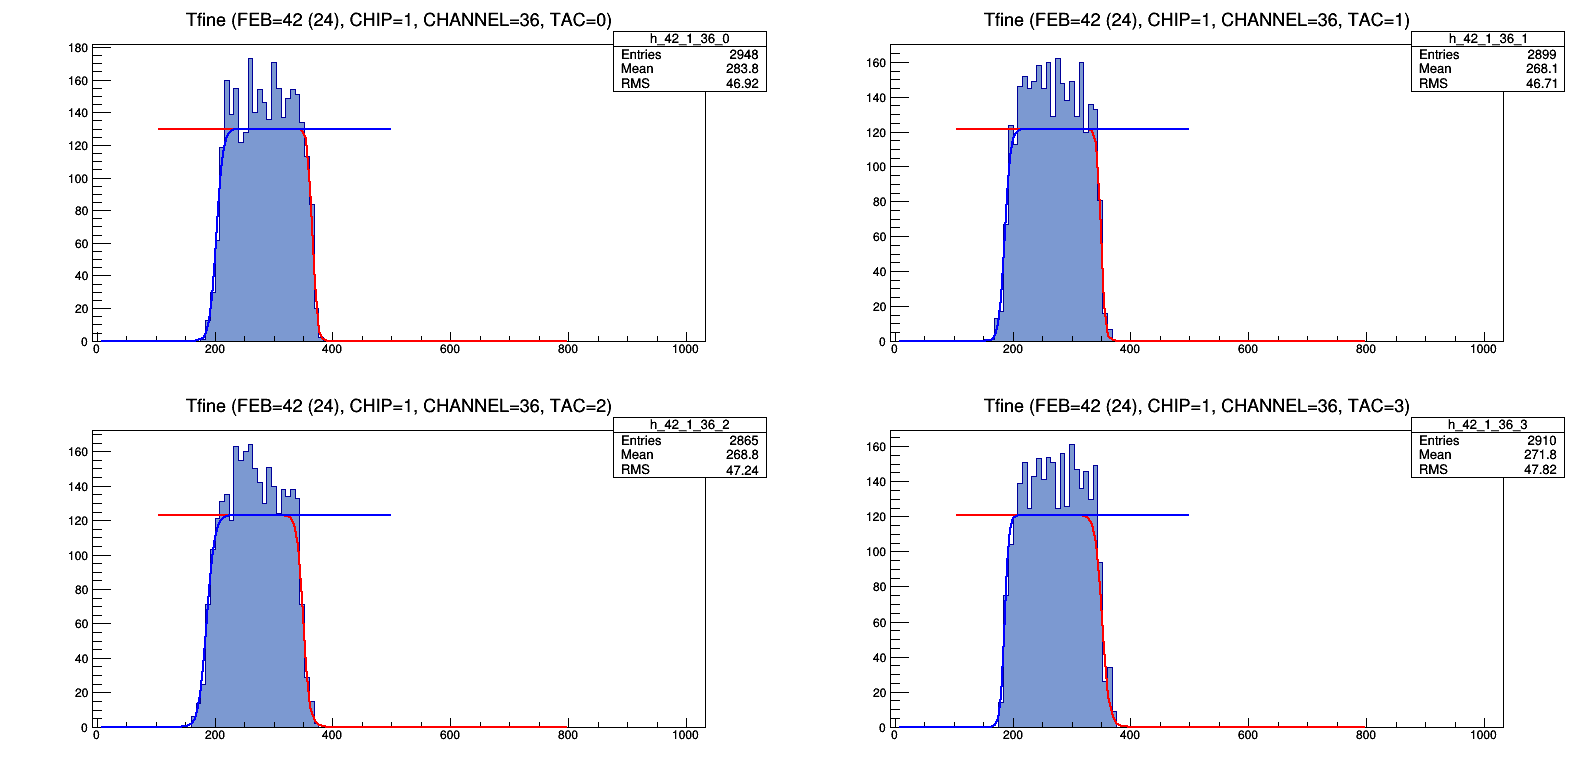 Tfine (FEB=42 (24), CHIP=1, CHANNEL=36, TAC=0)
h_42_1_36_0
Entries 2948
Mean 283.8
RMS 46.92
180
160
140
120
100
80
60
40
20
0
0 200 400 600 800 1000
Tfine (FEB=42 (24), CHIP=1, CHANNEL=36, TAC=1)
h_42_1_36_1
Entries 2899
Mean 268.1
RMS 46.71
160
140
120
100
80
60
40
20
0
0 200 400 600 800 1000
Tfine (FEB=42 (24), CHIP=1, CHANNEL=36, TAC=2)
h_42_1_36_2
Entries 2865
Mean 268.8
RMS 47.24
160
140
120
100
80
60
40
20
0
0 200 400 600 800 1000
Tfine (FEB=42 (24), CHIP=1, CHANNEL=36, TAC=3)
h_42_1_36_3
Entries 2910
Mean 271.8
RMS 47.82
160
140
120
100
80
60
40
20
0
0 200 400 600 800 1000